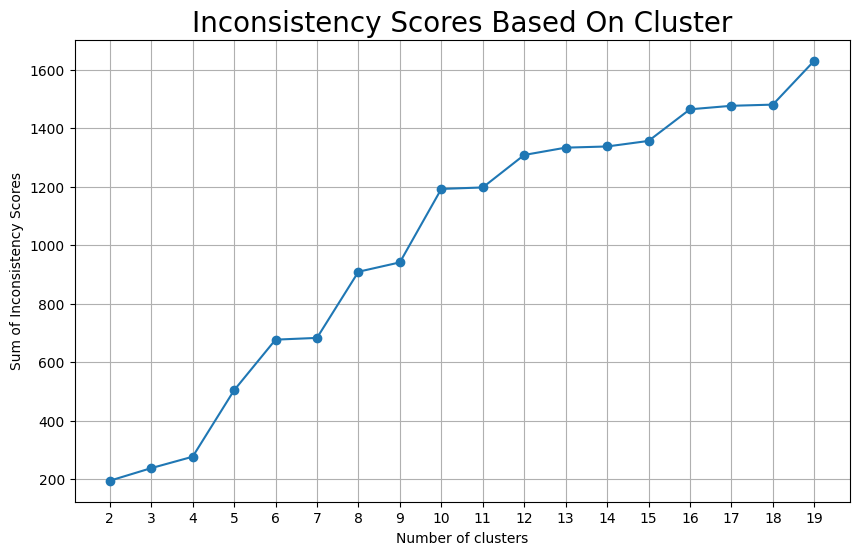 Inconsistency Scores Based On Cluster
Sum of Inconsistency Scores
1600
1400
1200
1000
800
600
400
200
2 3 4 5 6 7 8 9 10 11 12 13 14 15 16 17 18 19
Number of clusters